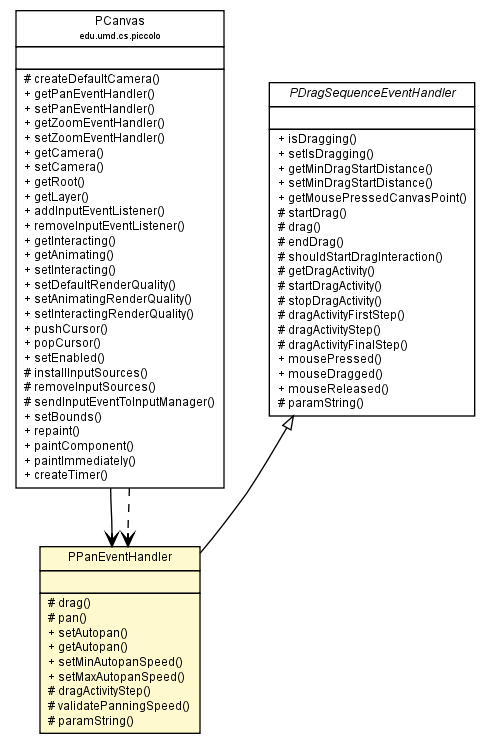 PCanvas
edu.umd.cs.piccolo
# createDefaultCamera()
+ getPanEventHandler()
+ setPanEventHandler()
+ getZoomEventHandler()
+ setZoomEventHandler()
+ getCamera()
+ setCamera()
+ getRoot()
+ getLayer()
+ addInputEventListener()
+ removeInputEventListener()
+ getInteracting()
+ getAnimating()
+ setInteracting()
+ setDefaultRenderQuality()
+ setAnimatingRenderQuality()
+ setInteractingRenderQuality()
+ pushCursor()
+ popCursor()
+ setEnabled()
# installInputSources()
# removeInputSources()
# sendInputEventToInputManager()
+ setBounds()
+ repaint()
+ paintComponent()
+ paintImmediately()
+ createTimer()
PDragSequenceEventHandler
+ isDragging()
+ setIsDragging()
+ getMinDragStartDistance()
+ setMinDragStartDistance()
+ getMousePressedCanvasPoint()
# startDrag()
# drag()
# endDrag()
# shouldStartDragInteraction()
# getDragActivity()
# startDragActivity()
# stopDragActivity()
# dragActivityFirstStep()
# dragActivityStep()
# dragActivityFinalStep()
+ mousePressed()
+ mouseDragged()
+ mouseReleased()
# paramString()
PPanEventHandler
# drag()
# pan()
+ setAutopan()
+ getAutopan()
+ setMinAutopanSpeed()
+ setMaxAutopanSpeed()
# dragActivityStep()
# validatePanningSpeed()
# paramString()